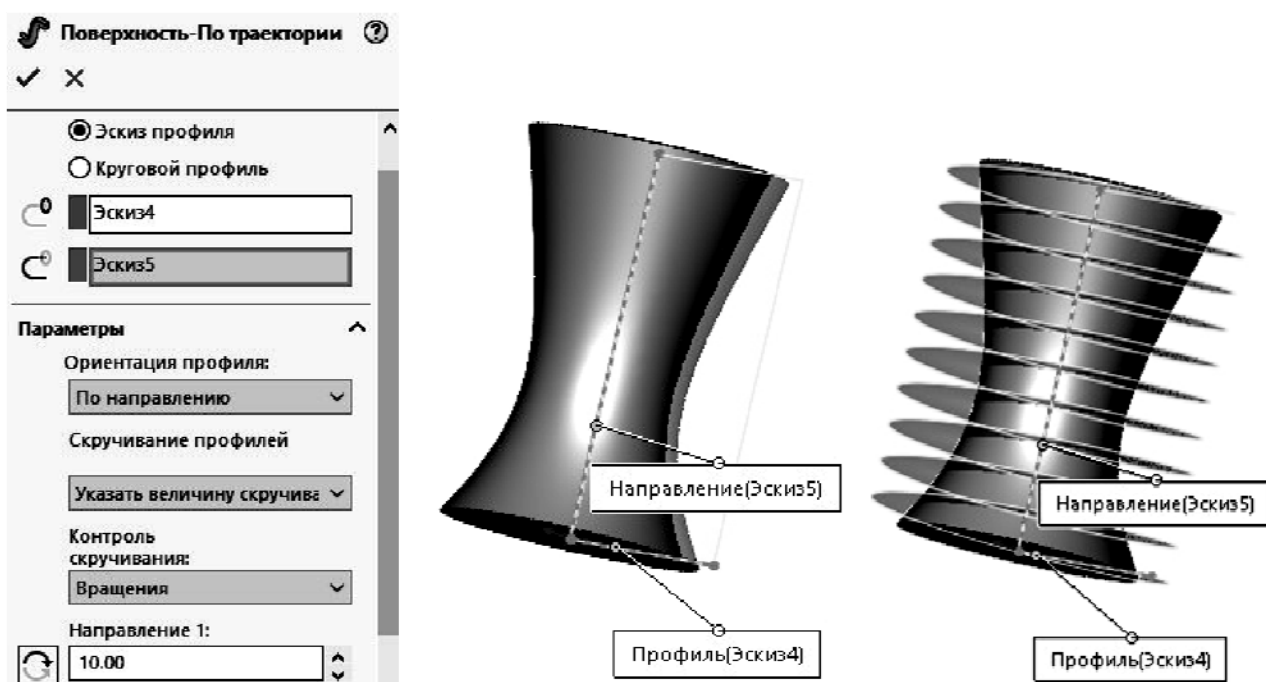 Поверхность-По траектории
Эскиз профиля
Круговой профиль
Эскиз4
Эскиз5
Параметры
Ориентация профиля:
По направлению
Скручивание профилей
Указать величину скручива
Контроль
скручивания:
Вращения
Направление 1:
10.00
Направление(Эскиз5)
Профиль(Эскиз4)
Направление(Эскиз5)
Профиль(Эскиз4)